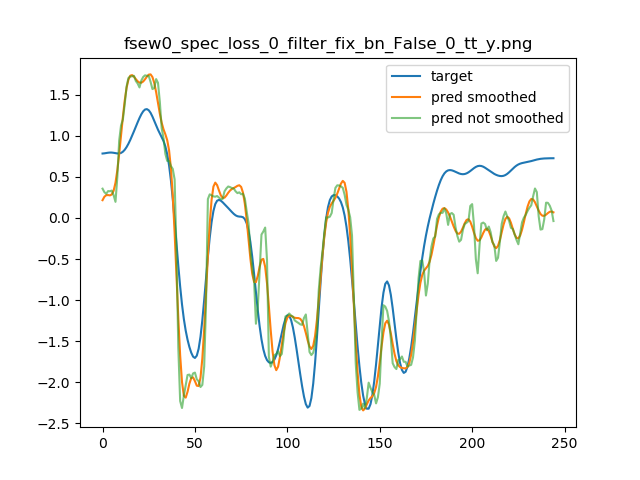 fsew0_spec_loss_0_filter_fix_bn_False_0_tt_y.png
target
pred smoothed
pred not smoothed
1.5
1.0
0.5
0.0
−0.5
−1.0
−1.5
−2.0
−2.5
0 50 100 150 200 250